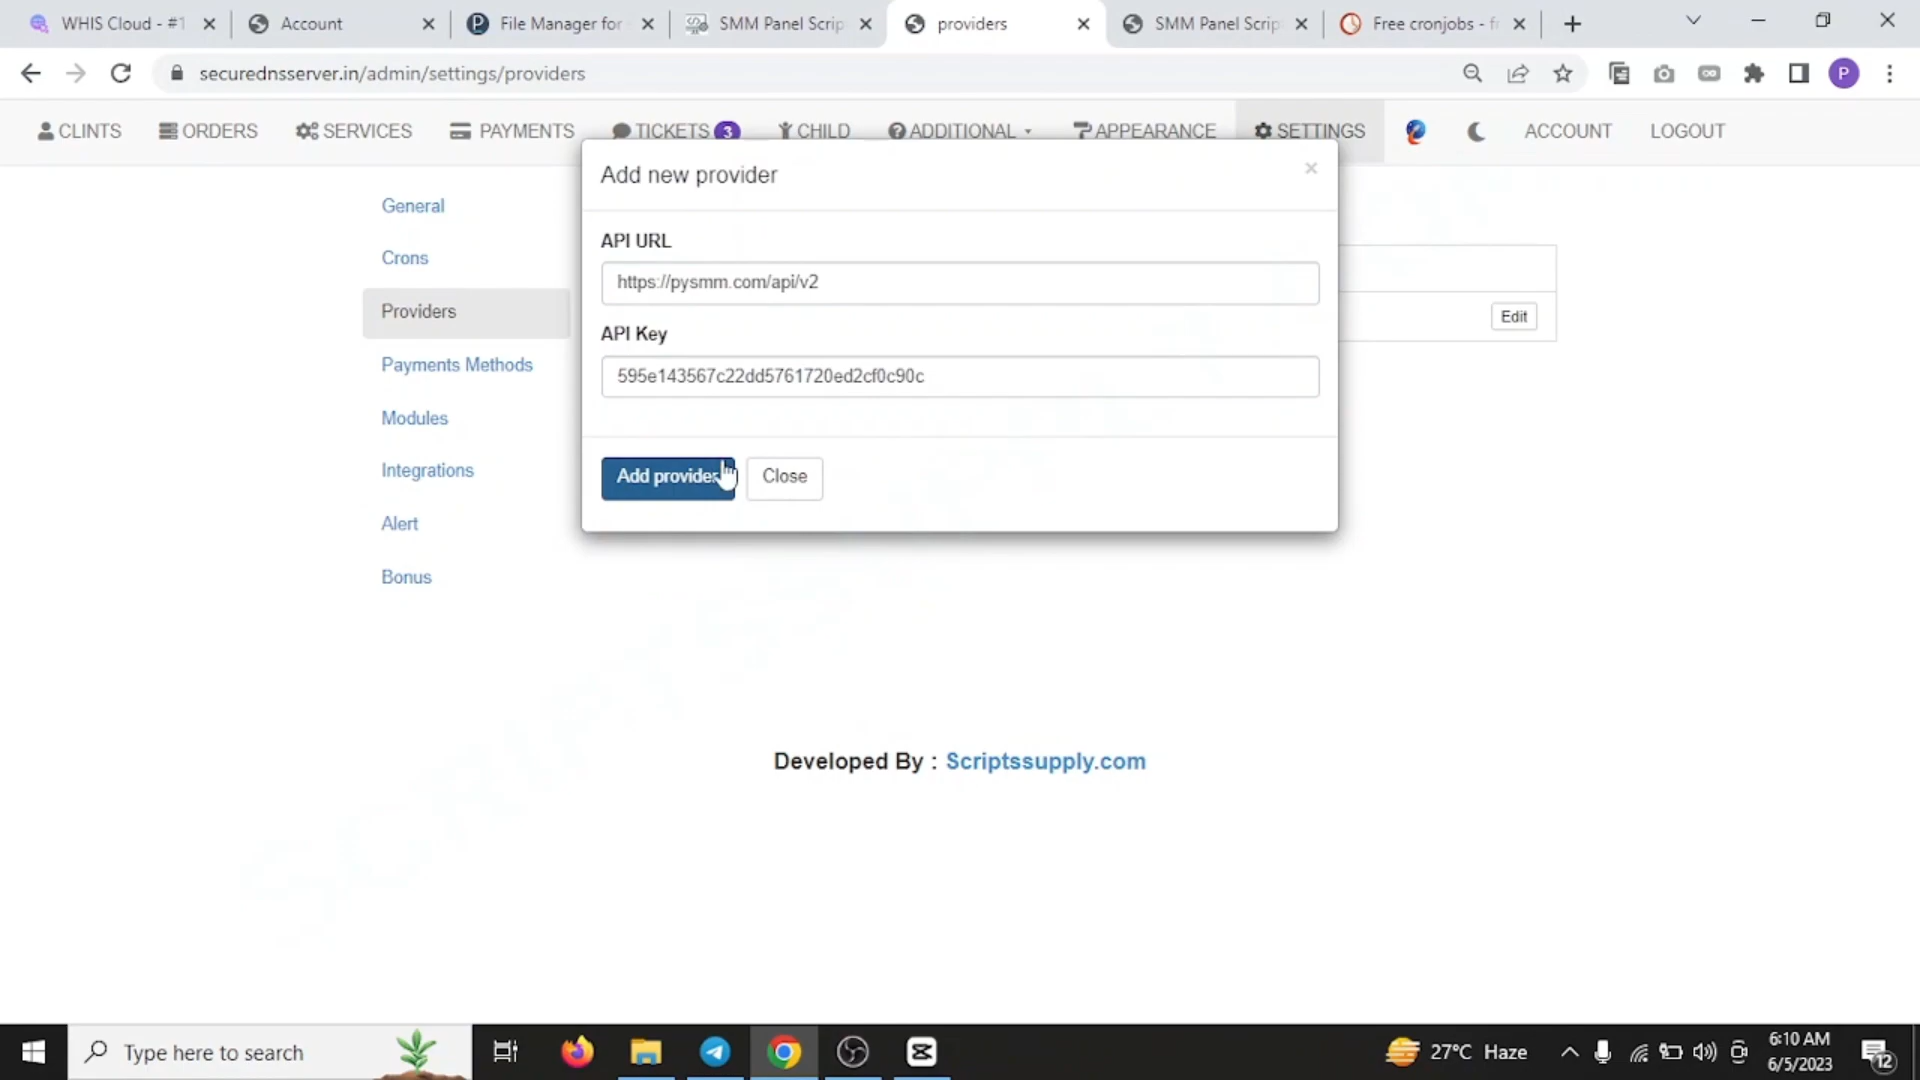 WHIS Cloud - #1
Account
File Manager for
SMM Panel Scrip
providers
SMM Panel Scrip
Free cronjobs - f
securednsserver.in/admin/settings/providers
P
CLINTS
ORDERS
SERVICES
PAYMENTS
TICKETS 3
CHILD
ADDITIONAL
APPEARANCE
SETTINGS
ACCOUNT
LOGOUT
General
Crons
Providers
Payments Methods
Modules
Integrations
Alert
Bonus
Add new provider
×
API URL
https://pysmm.com/api/v2
API Key
595e143567c22dd5761720ed2cf0c90c
Add provider
Close
Edit
Developed By : Scriptssupply.com
Type here to search
27°C Haze
6:10 AM
6/5/2023
12